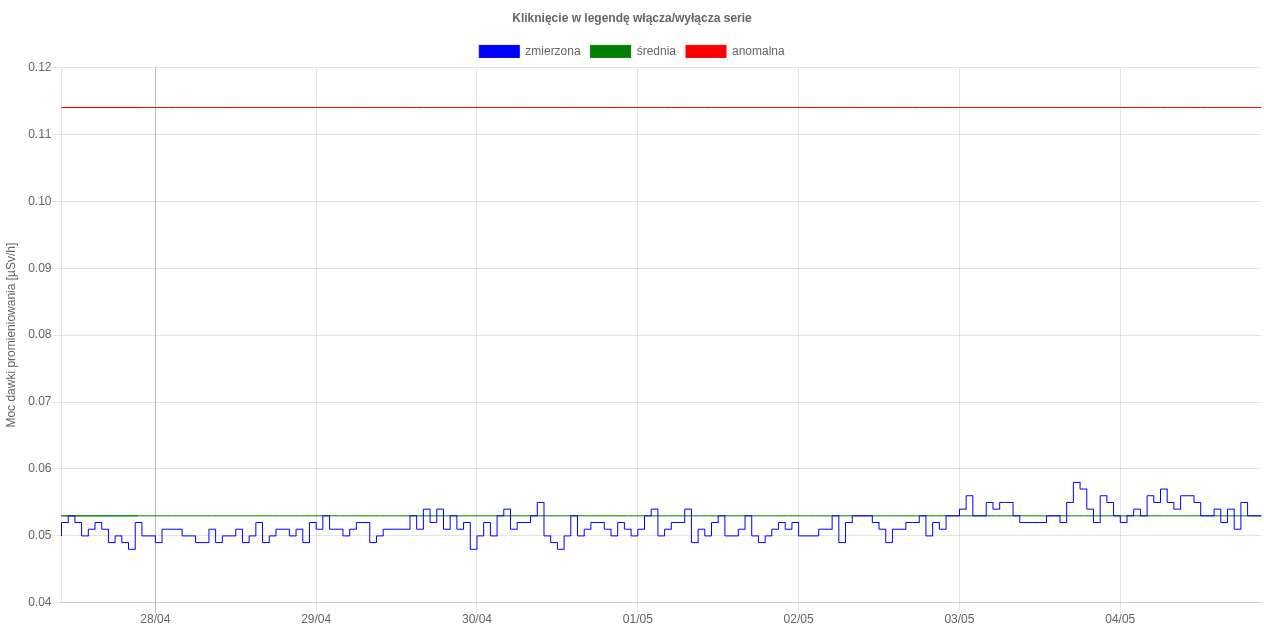 Kliknięcie w legendę włącza/wyłącza serie
zmierzona średnia anomalna
Moc dawki promieniowania [µSv/h]
0.12
0.11
0.10
0.09
0.08
0.07
0.06
0.05
0.04
28/04 29/04 30/04 01/05 02/05 03/05 04/05